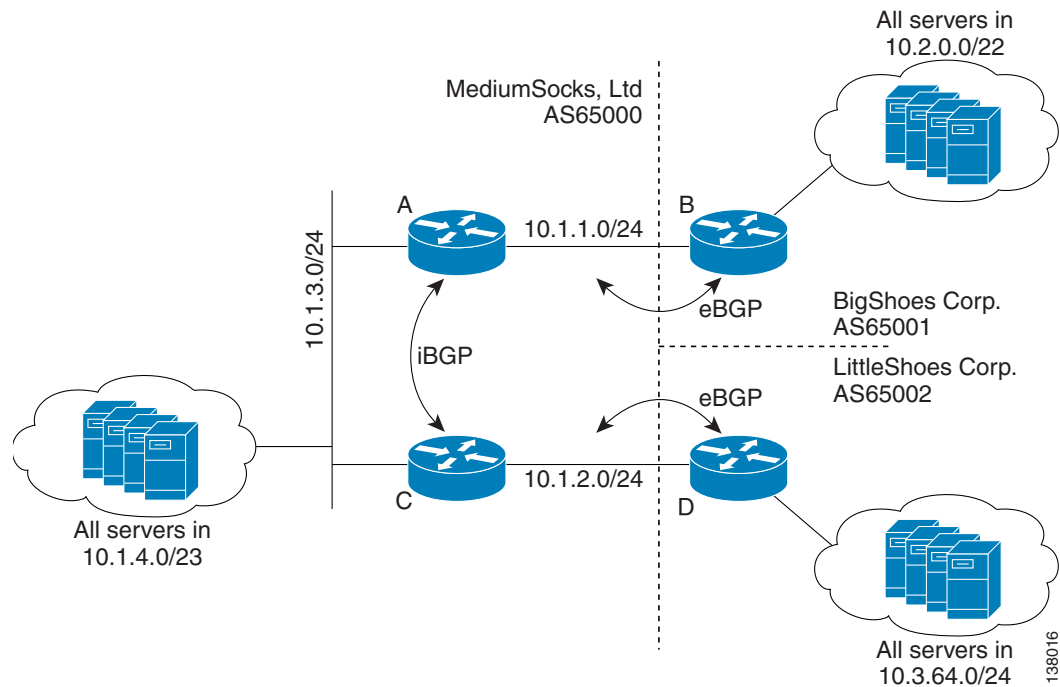 All servers in
10.2.0.0/22
MediumSocks, Ltd
AS65000
A
B
10.1.1.0/24
10.1.3.0/24
eBGP
BigShoes Corp.
AS65001
iBGP
LittleShoes Corp.
AS65002
eBGP
10.1.2.0/24
C
D
All servers in
10.1.4.0/23
All servers in
10.3.64.0/24
138016